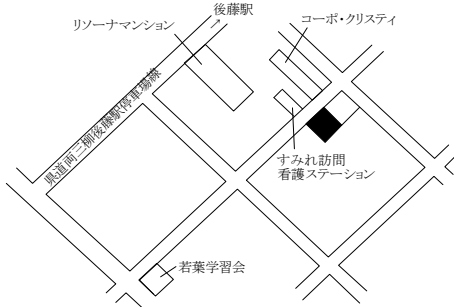 後藤駅
リソーナマンション
コーポ・クリスティ
県道両三柳後藤駅停車場線
すみれ訪問
看護ステーション
若葉学習会